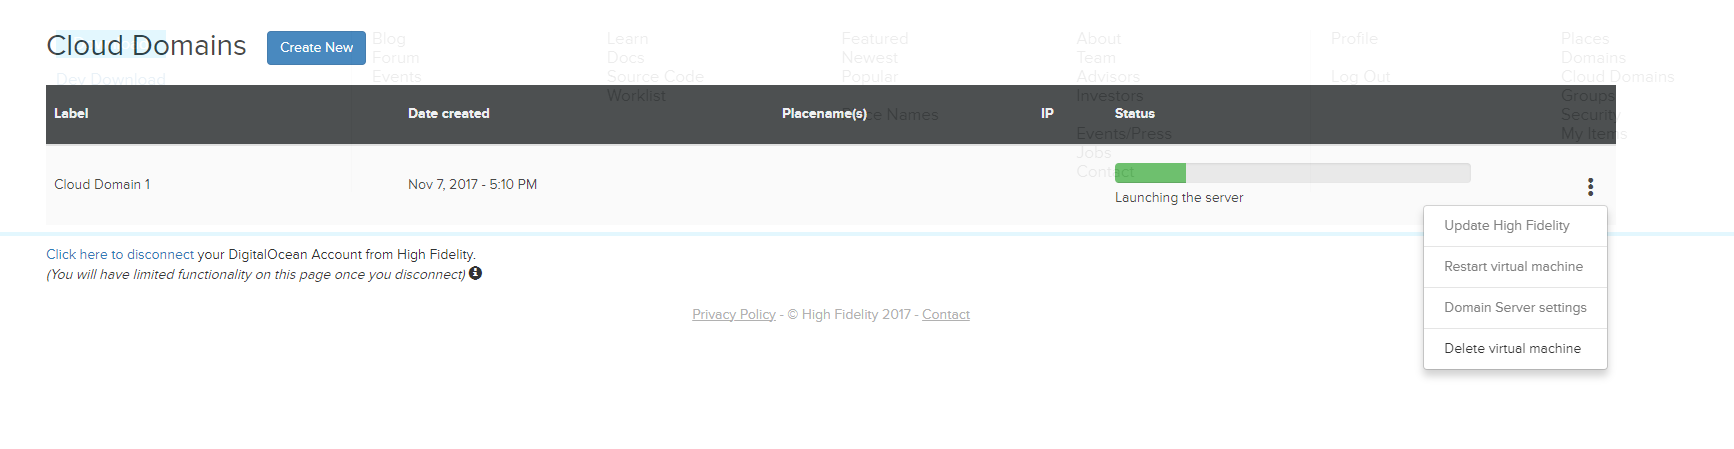 Cloud Domains
Create New
Blog
Forum
Events
Learn
Docs
Source Code
Worklist
Featured
Newest
Popular
ce Names
About
Team
Advisors
Investors
Events/Press
Jobs
Contact
Profile
Log Out
Places
Domains
Cloud Domains
Groups
Security
My Items
Dev Download
Label Date created Placename(s) IP Status
Cloud Domain 1 Nov 7, 2017 - 5:10 PM
Launching the server
Update High Fidelity
Restart virtual machine
Domain Server settings
Delete virtual machine
Click here to disconnect your DigitalOcean Account from High Fidelity.
(You will have limited functionality on this page once you disconnect)
Privacy Policy - © High Fidelity 2017 - Contact